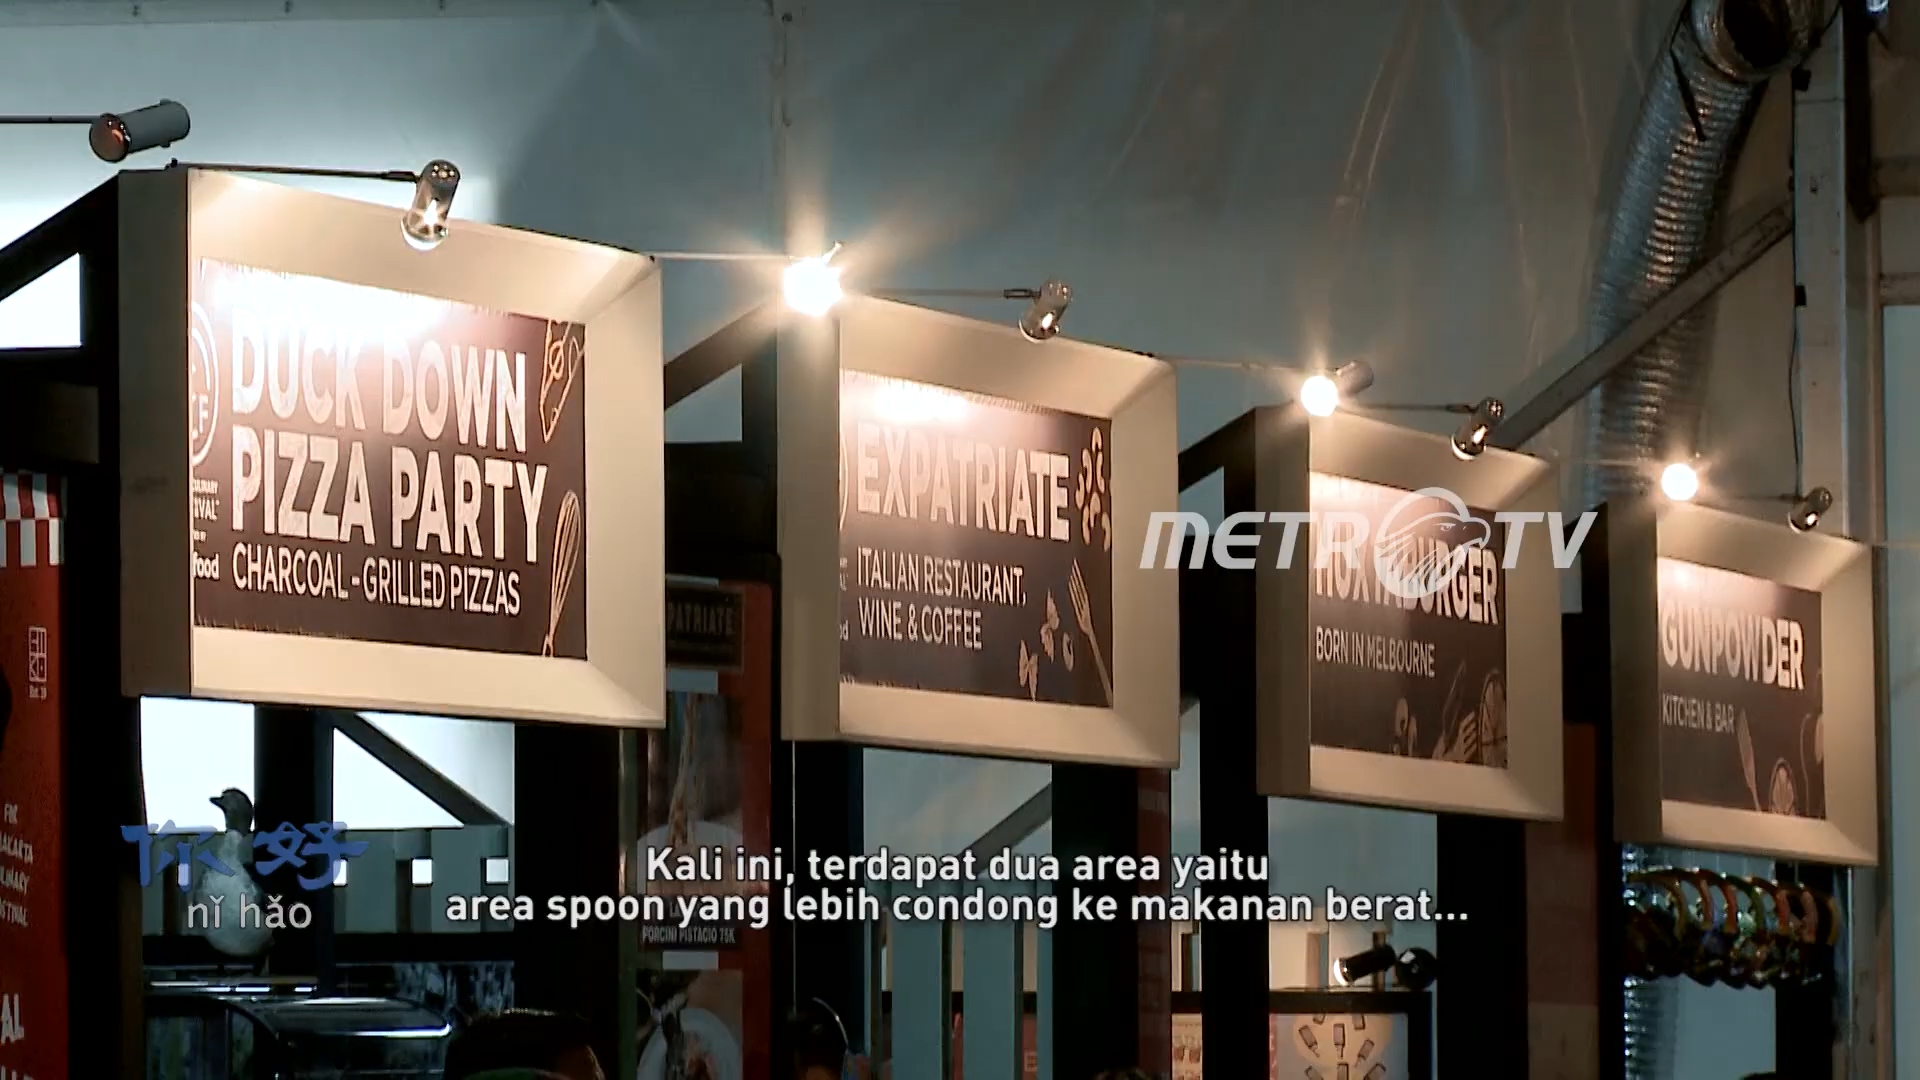 DUCK DOWN
PIZZA PARTY
CHARCOAL-GRILLED PIZZAS
food
EXPATRIATE
ITALIAN RESTAURANT,
WINE & COFFEE
METRO TV
BORN IN MELBOURNE
GUNPOWDER
KITCHEN & BAR
PORCINI PISTACIO 75K
你好
nǐ hǎo
Kali ini, terdapat dua area yaitu
area spoon yang lebih condong ke makanan berat...